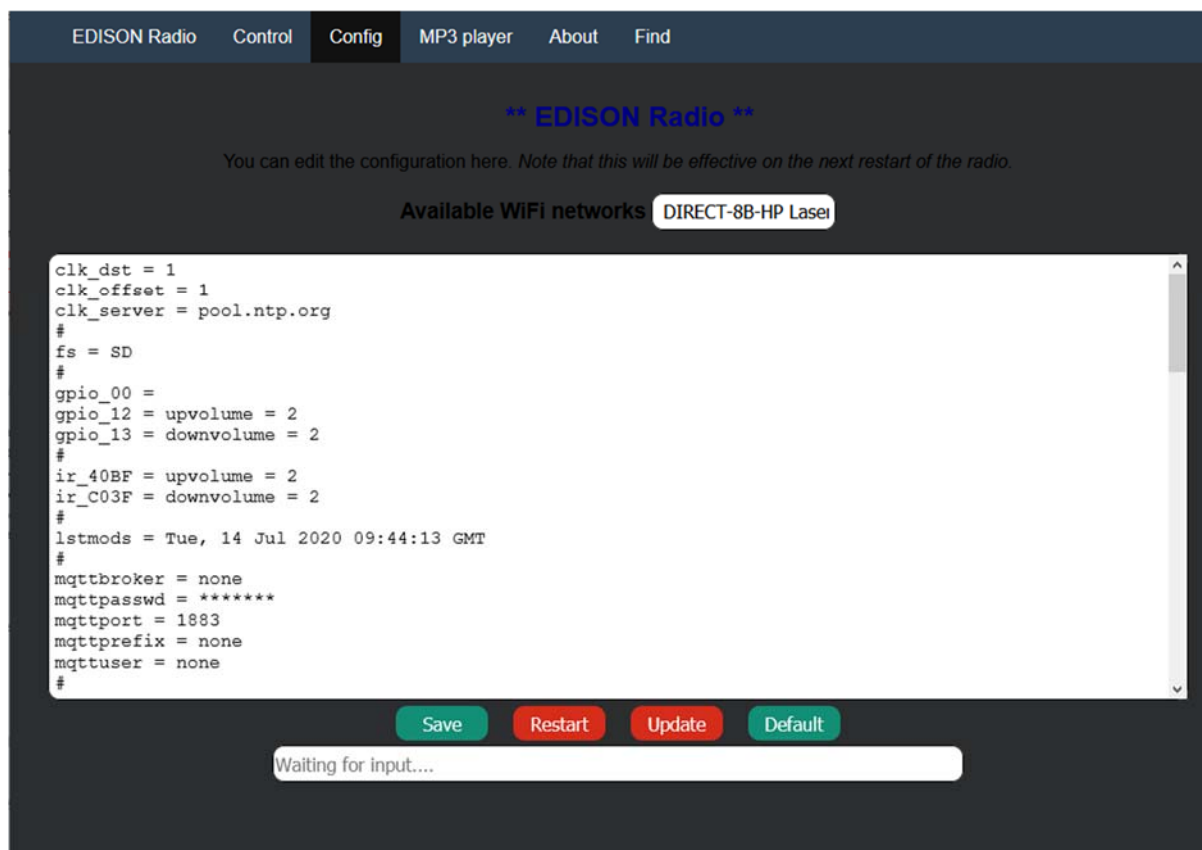 EDISON Radio Control Config MP3 player About Find
** EDISON Radio **
You can edit the configuration here. Note that this will be effective on the next restart of the radio.
Available WiFi networks DIRECT-8B-HP Laser
clk_dst = 1
clk_offset = 1
clk_server = pool.ntp.org
#
fs = SD
#
gpio_00 =
gpio_12 = upvolume = 2
gpio_13 = downvolume = 2
#
ir_40BF = upvolume = 2
ir_C03F = downvolume = 2
#
lstmods = Tue, 14 Jul 2020 09:44:13 GMT
#
mqttbroker = none
mqttpasswd = *******
mqttport = 1883
mqttprefix = none
mqttuser = none
#
Save Restart Update Default
Waiting for input....